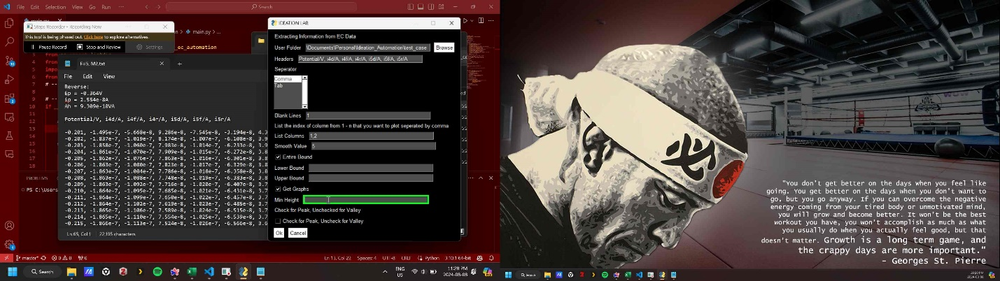 File Edit Selection View Go Run ...
Search
Steps Recorder - Recording Now
This tool is being phased out. Click here to explore alternatives.
Pause Record Stop and Review Settings
main.py > ...
_ec_automation
F=5, M2.txt
File Edit View
Reverse:
Ep = -0.364V
ip = 2.554e-8A
Ah = 9.309e-10VA
Potential/V, i4d/A, i4f/A, i4r/A, i5d/A, i5f/A, i5r/A
-0.201, -1.495e-7, -5.668e-8, 9.286e-8, -7.545e-8, -3.194e-8, 4.3
-0.202, -1.837e-7, -1.019e-7, 8.174e-8, -1.007e-7, -6.108e-8, 3.9
-0.203, -1.858e-7, -1.060e-7, 7.983e-8, -1.014e-7, -6.233e-8, 3.9
-0.204, -1.861e-7, -1.070e-7, 7.909e-8, -1.015e-7, -6.272e-8, 3.8
-0.205, -1.862e-7, -1.076e-7, 7.863e-8, -1.016e-7, -6.301e-8, 3.8
-0.206, -1.863e-7, -1.080e-7, 7.823e-8, -1.017e-7, -6.329e-8, 3.8
-0.207, -1.863e-7, -1.084e-7, 7.786e-8, -1.018e-7, -6.358e-8, 3.8
-0.208, -1.863e-7, -1.088e-7, 7.748e-8, -1.019e-7, -6.383e-8, 3.8
-0.209, -1.863e-7, -1.092e-7, 7.716e-8, -1.020e-7, -6.407e-8, 3.7
-0.210, -1.864e-7, -1.095e-7, 7.685e-8, -1.021e-7, -6.431e-8, 3.7
-0.211, -1.864e-7, -1.099e-7, 7.650e-8, -1.022e-7, -6.457e-8, 3.7
-0.212, -1.864e-7, -1.102e-7, 7.619e-8, -1.023e-7, -6.485e-8, 3.7
-0.213, -1.865e-7, -1.106e-7, 7.589e-8, -1.024e-7, -6.515e-8, 3.7
-0.214, -1.865e-7, -1.110e-7, 7.554e-8, -1.025e-7, -6.539e-8, 3.7
-0.215, -1.866e-7, -1.113e-7, 7.524e-8, -1.026e-7, -6.566e-8, 3
Ln 65, Col 1 22,195 characters
IDEATION LAB
Extracting Information from EC Data
User Folder \Documents\Personal\Ideation_Automation\test_case Browse
Headers Potential/V, i4d/A, i4f/A, i4r/A, i5d/A, i5f/A, i5r/A
Seperator
Comma
Tab
Blank Lines 1
List the index of column from 1 - n that you want to plot seperated by comma
List Columns 1,2
Smooth Value 5
Entire Bound
Lower Bound
Upper Bound
Get Graphs
Min Height
Check for Peak, Unchecked for Valley
Check for Peak, Uncheck for Valley
Ok Cancel
PROBLEMS
PS C:\Users
master* 0 0 0
Ln 13, Col 22 Spaces: 4 UTF-8 CRLF Python 3.10.1 64-bit
Search
ENG
US
11:28 PM
2024-08-08
"You don't get better on the days when you feel like
going. You get better on the days when you don't want to
go, but you go anyway. If you can overcome the negative
energy coming from your tired body or unmotivated mind,
you will grow and become better. It won't be the best
workout you have, you won't accomplish as much as what
you usually do when you actually feel good, but that
doesn't matter. Growth is a long term game, and
the crappy days are more important."
- Georges St. Pierre
Search
11:28 PM
2024-08-08